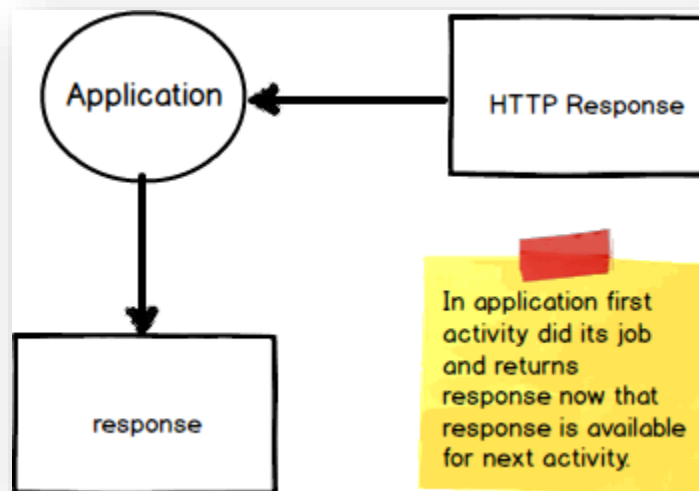 Application
HTTP Response
In application first
activity did its job
and returns
response now that
response is available
for next activity.
response